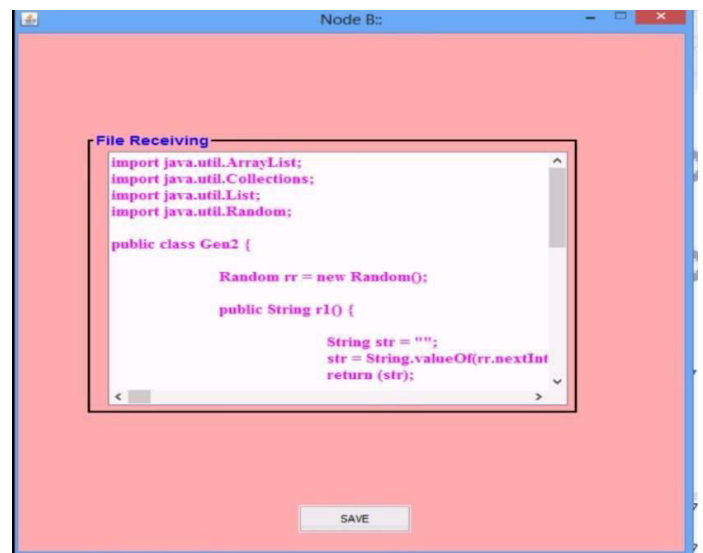 Node B::
File Receiving
import java.util.ArrayList;
import java.util.Collections;
import java.util.List;
import java.util.Random;
public class Gen2 {
Random rr = new Random();
public String r1() {
String str = "";
str = String.valueOf(rr.nextInt
return (str);
SAVE